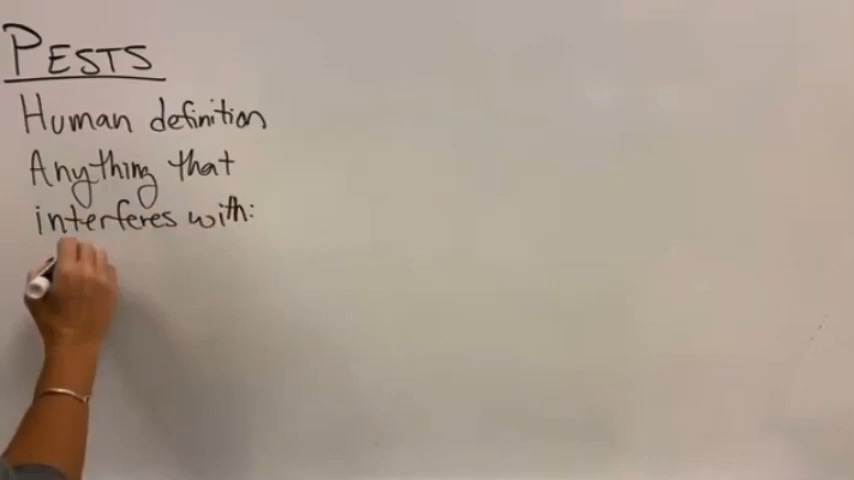 PESTS
Human definition
Anything that
interferes with: